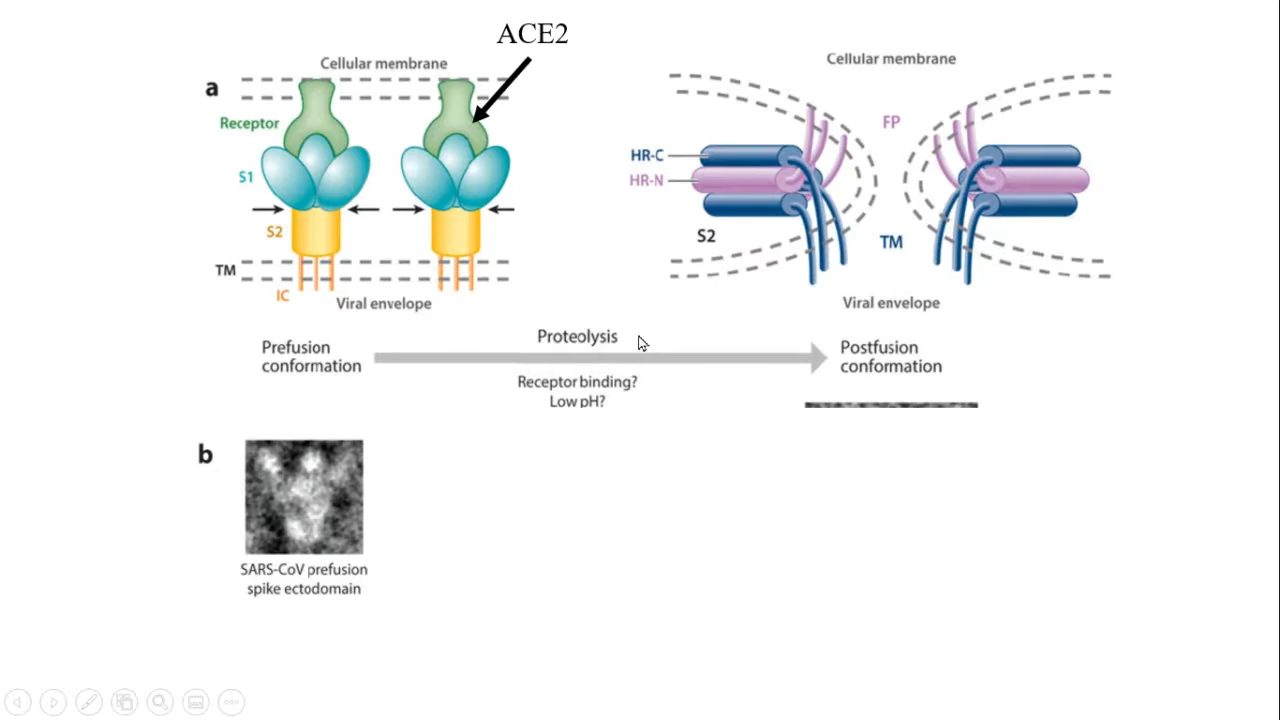 ACE2
a
Cellular membrane
Receptor
S1
S2
TM
IC
Viral envelope
Cellular membrane
FP
HR-C
HR-N
S2
TM
Viral envelope
Prefusion
conformation
Proteolysis
Receptor binding?
Low pH?
Postfusion
conformation
b
SARS-CoV prefusion
spike ectodomain